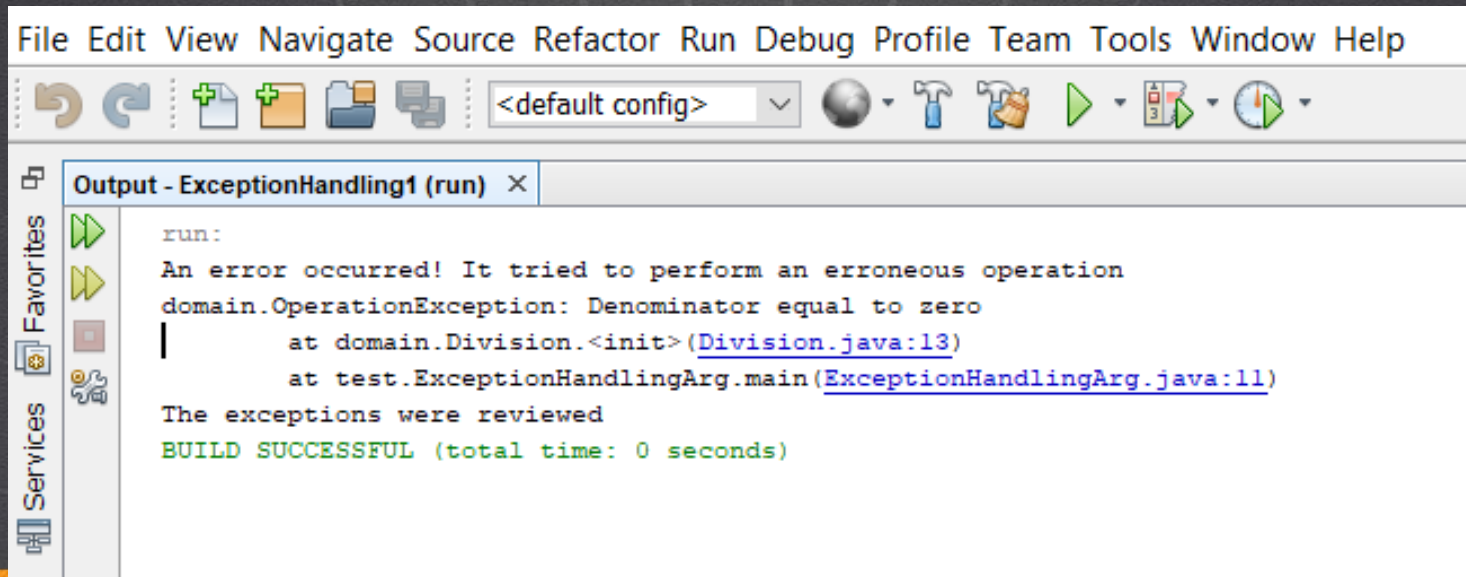 File Edit View Navigate Source Refactor Run Debug Profile Team Tools Window Help
<default config>
Output - ExceptionHandling1 (run)
Favorites
Services
run:
An error occurred! It tried to perform an erroneous operation
domain.OperationException: Denominator equal to zero
at domain.Division.<init>(Division.java:13)
at test.ExceptionHandlingArg.main(ExceptionHandlingArg.java:11)
The exceptions were reviewed
BUILD SUCCESSFUL (total time: 0 seconds)